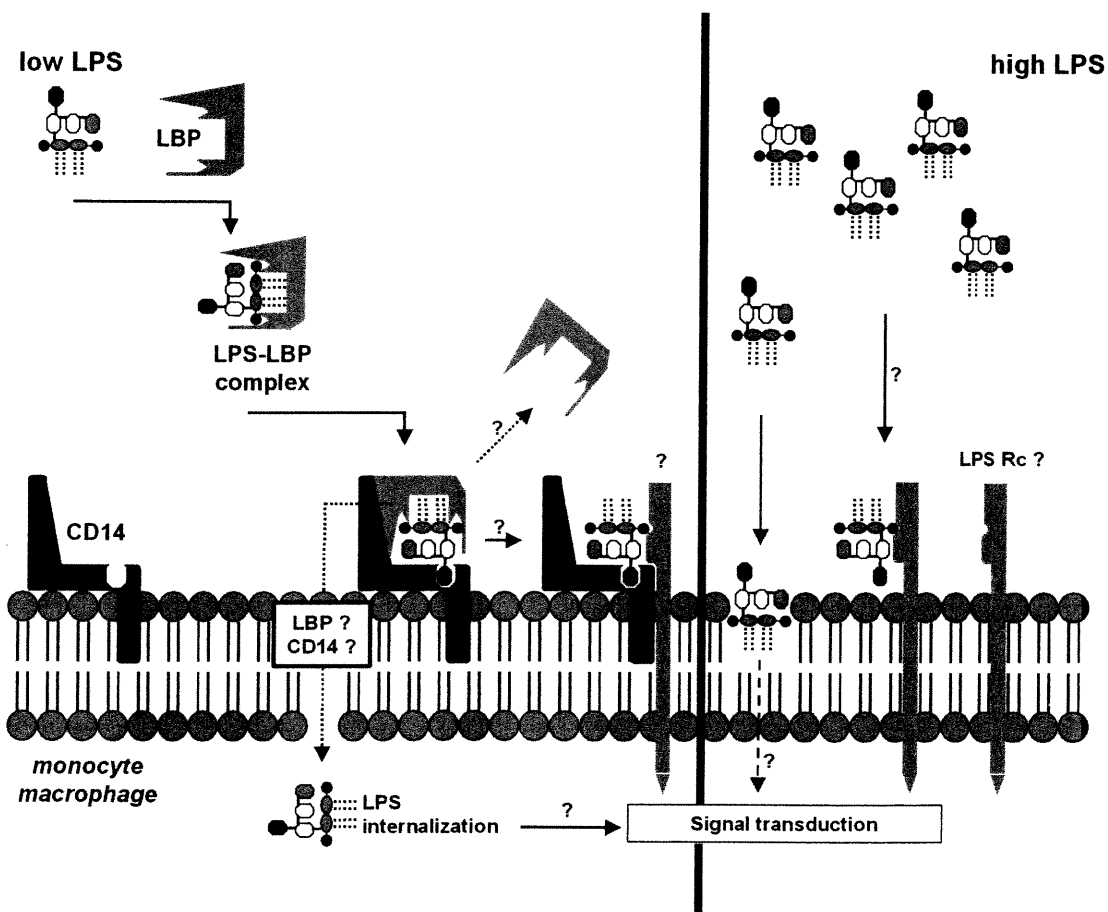 low LPS
high LPS
LBP
LPS-LBP
complex
?
?
?
?
LPS Rc ?
CD14
LBP ?
CD14 ?
monocyte
macrophage
?
LPS
internalization
?
Signal transduction